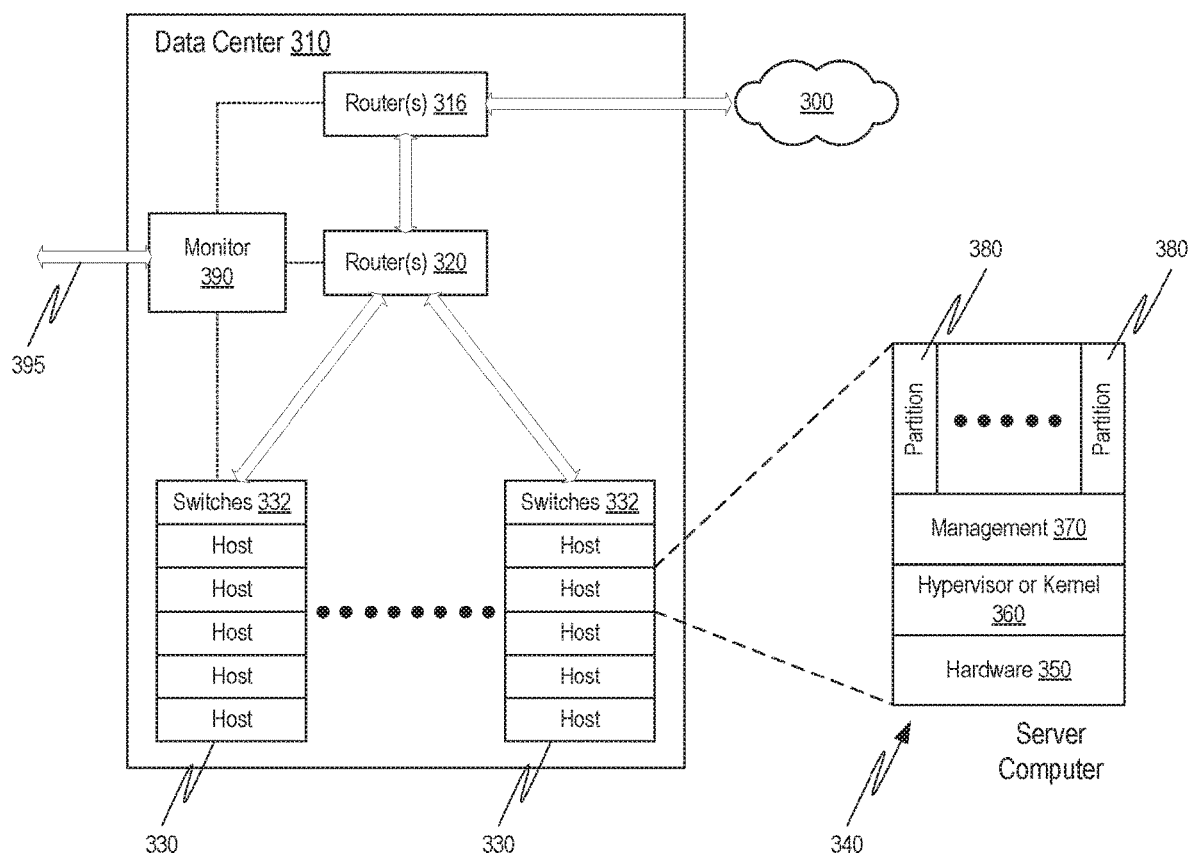 Data Center 310
Router(s) 316
300
Monitor
390
Router(s) 320
395
380
380
Partition
Partition
Switches 332
Host
Host
Host
Host
Host
Switches 332
Host
Host
Host
Host
Host
Management 370
Hypervisor or Kernel
360
Hardware 350
Server
Computer
330
330
340